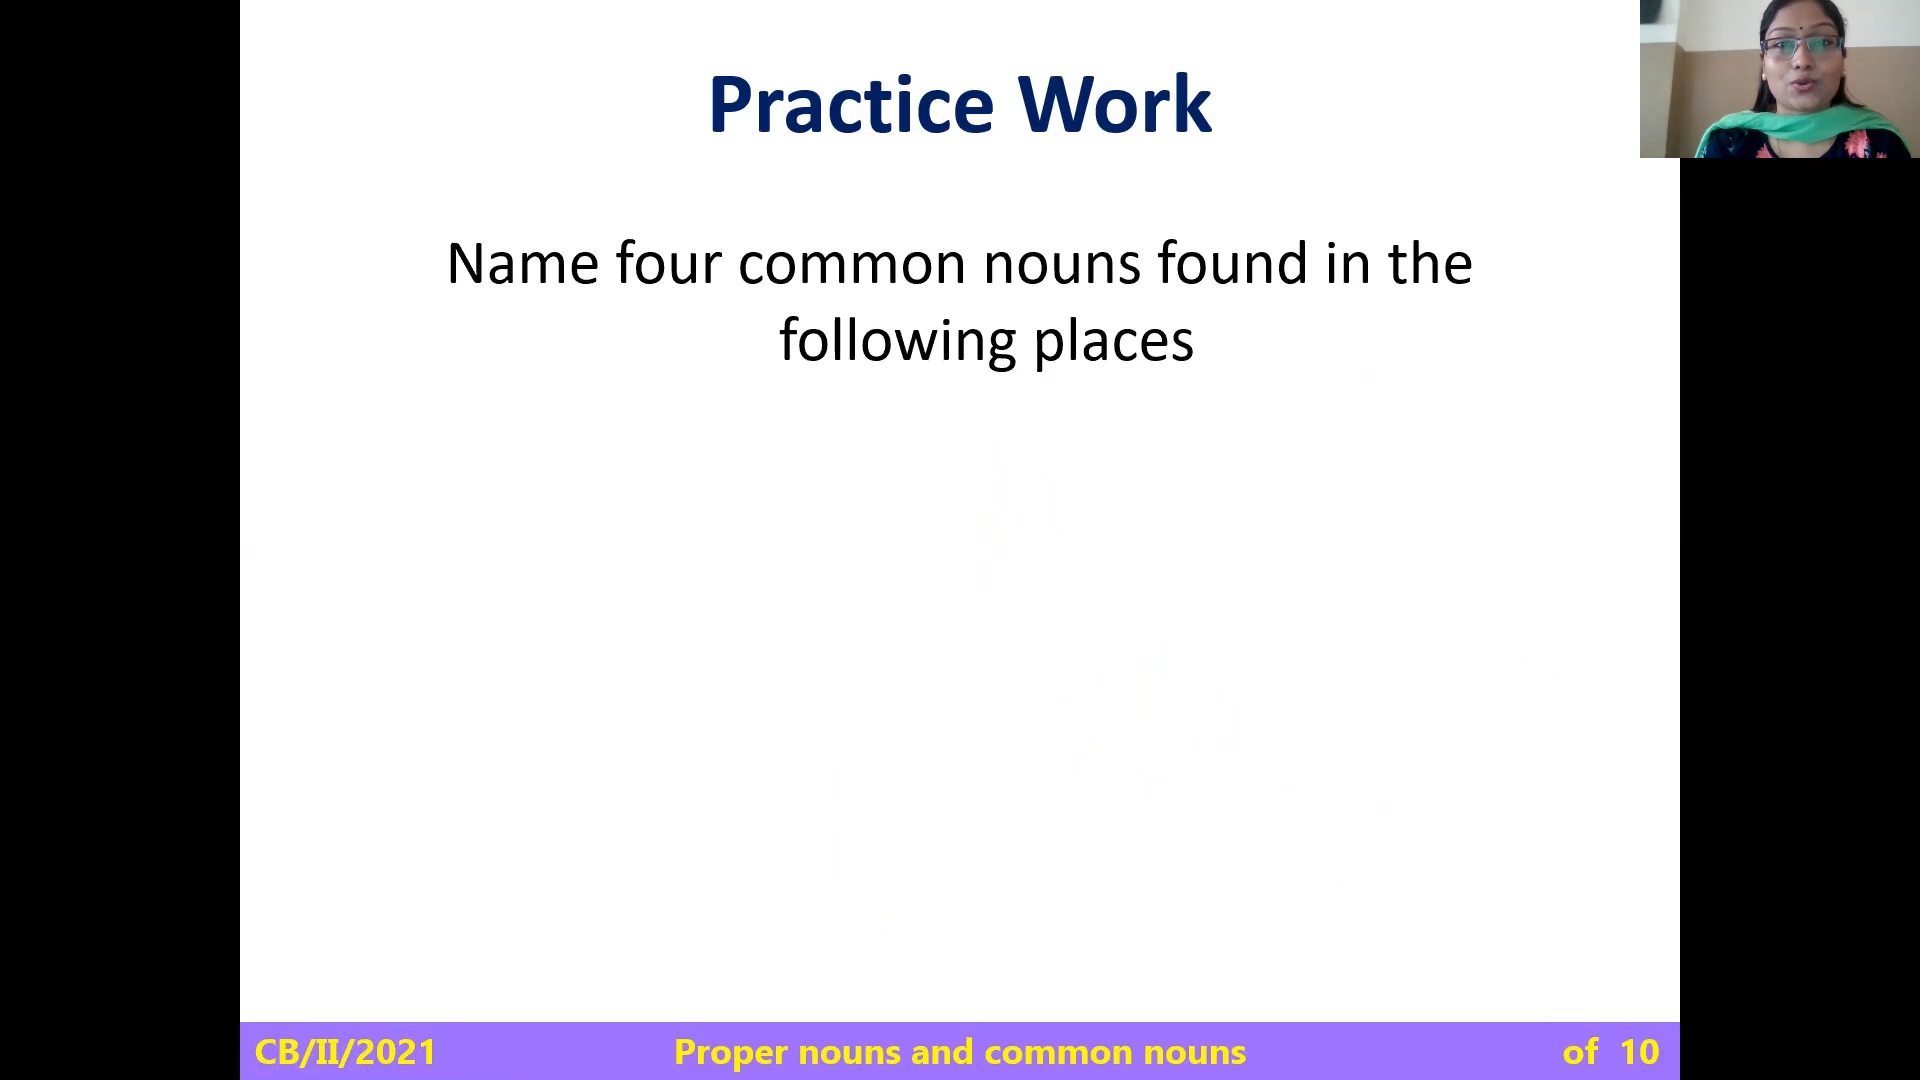 Practice Work
Name four common nouns found in the
following places
CB/II/2021
Proper nouns and common nouns
of 10